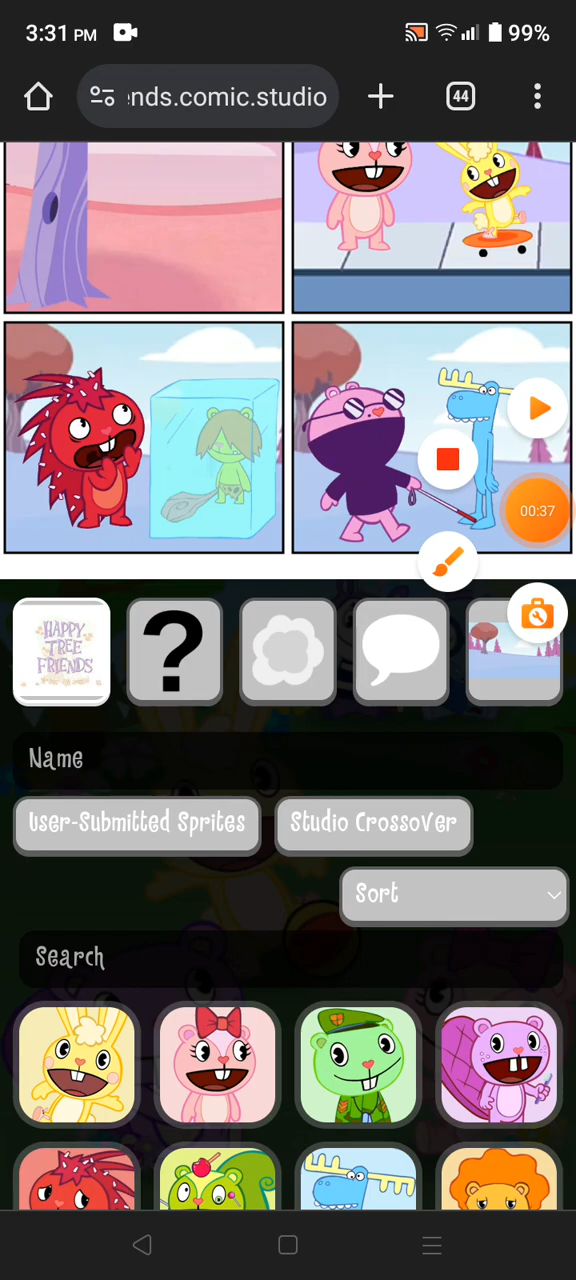 3:31 PM
99%
nds.comic.studio
44
00:37
HAPPY
TREE
FRIENDS
?
Name
User-Submitted Sprites
Studio Crossover
Sort
Search